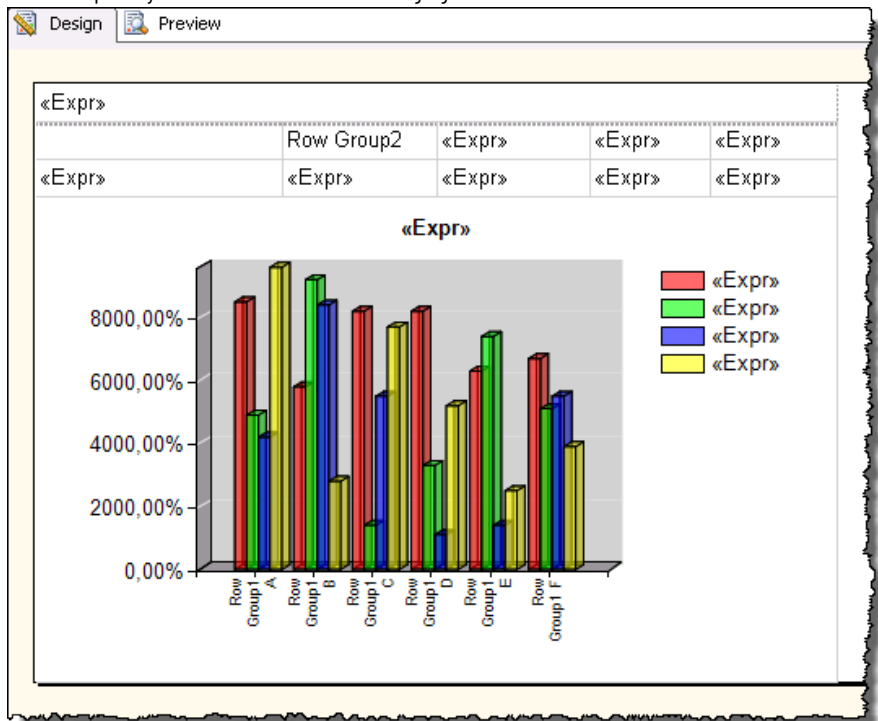 Design Preview
«Expr»
Row Group2 «Expr» «Expr» «Expr»
«Expr» «Expr» «Expr» «Expr» «Expr»
«Expr»
8000,00%
6000,00%
4000,00%
2000,00%
0,00%
Row Group1 A
Row Group1 B
Row Group1 C
Row Group1 D
Row Group1 E
Row Group1 F
«Expr»
«Expr»
«Expr»
«Expr»